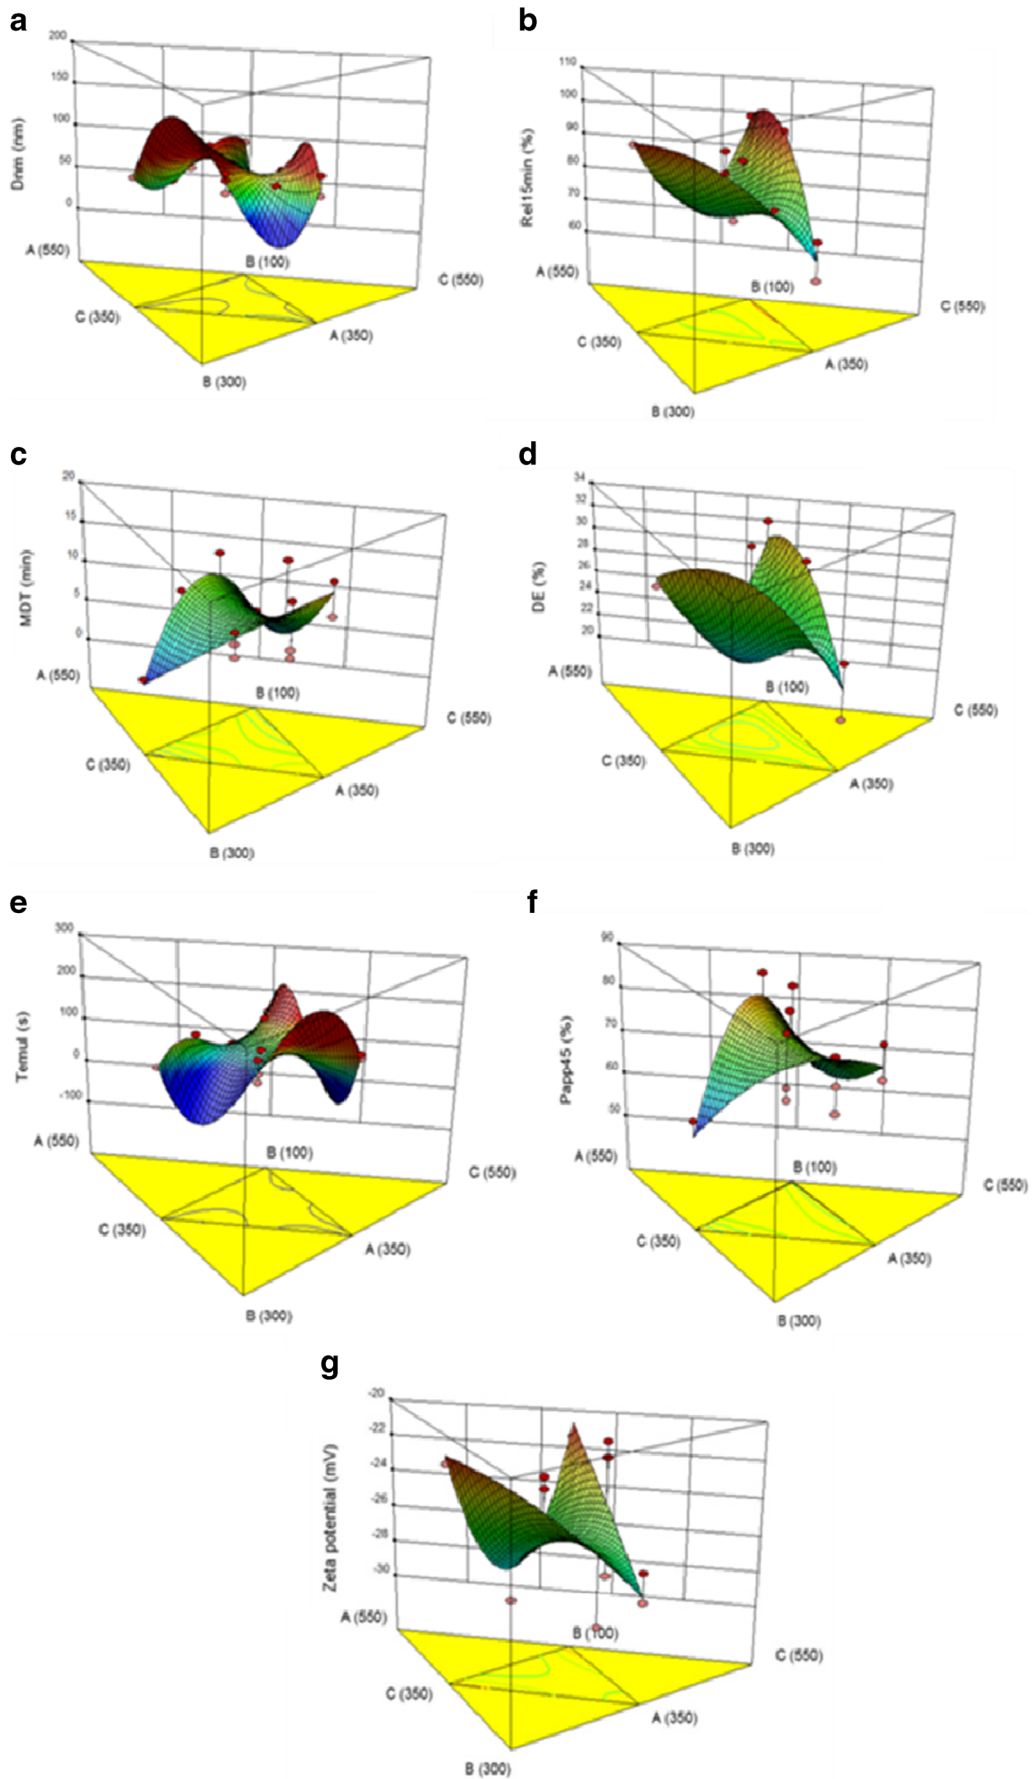 a
200
150
100
50
0
Dnm (nm)
A (550)
B (100)
C (550)
C (350)
A (350)
B (300)
b
110
100
90
80
70
60
Rel15min (%)
A (550)
B (100)
C (550)
C (350)
A (350)
B (300)
c
20
15
10
5
0
MDT (min)
A (550)
B (100)
C (550)
C (350)
A (350)
B (300)
d
34
32
30
28
26
24
22
20
DE (%)
A (550)
B (100)
C (550)
C (350)
A (350)
B (300)
e
300
200
100
0
-100
Temul (s)
A (550)
B (100)
C (550)
C (350)
A (350)
B (300)
f
90
80
70
60
50
Papp45 (%)
A (550)
B (100)
C (550)
C (350)
A (350)
B (300)
g
-20
-22
-24
-26
-28
-30
Zeta potential (mV)
A (550)
B (100)
C (550)
C (350)
A (350)
B (300)